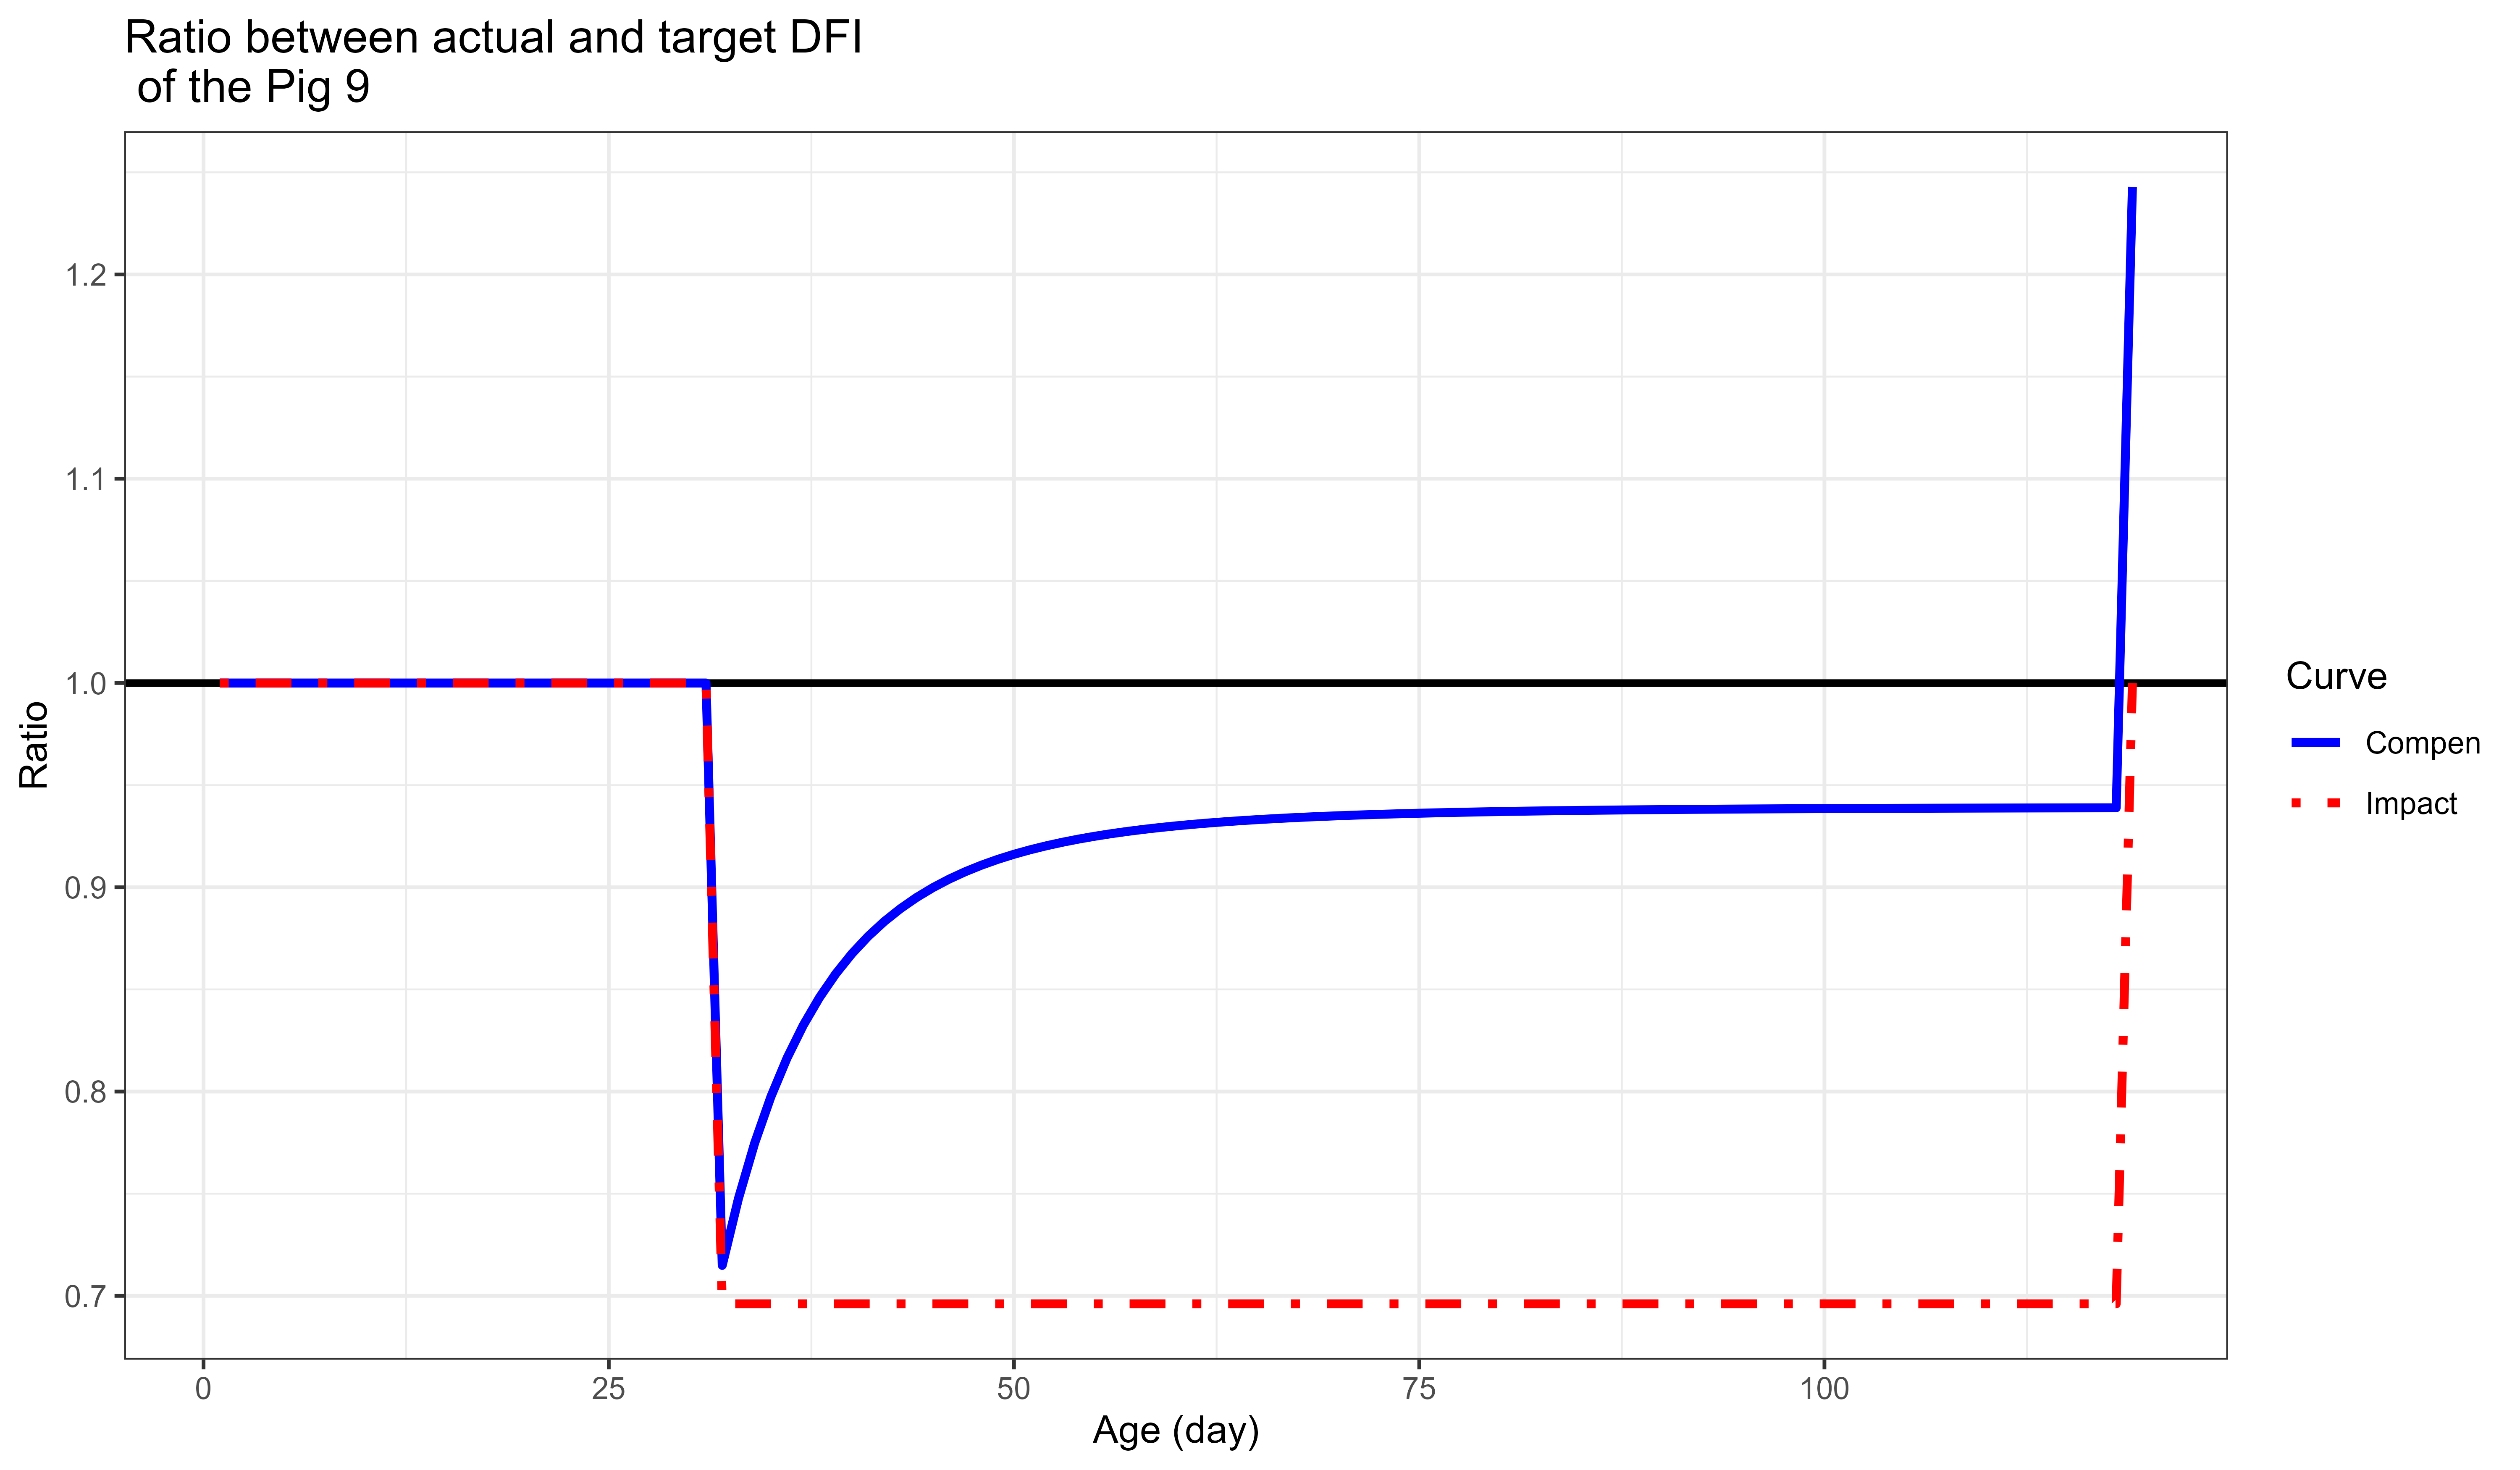 Ratio between actual and target DFI
of the Pig 9
1.2
1.1
1.0
0.9
0.8
0.7
Ratio
0 25 50 75 100
Age (day)
Curve
Compen
Impact